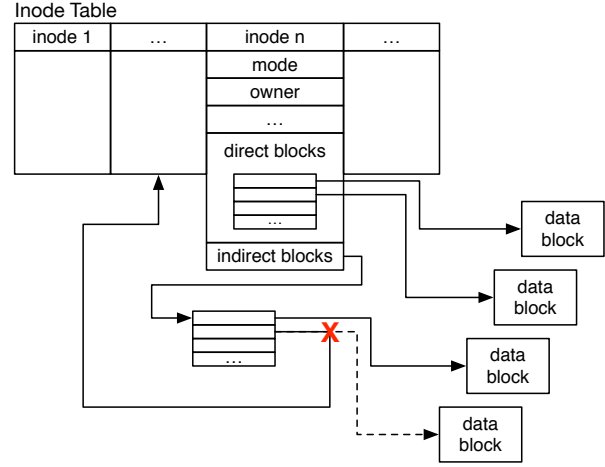 Inode Table
inode 1
...
inode n
...
mode
owner
...
direct blocks
...
indirect blocks
...
data
block
data
block
data
block
data
block